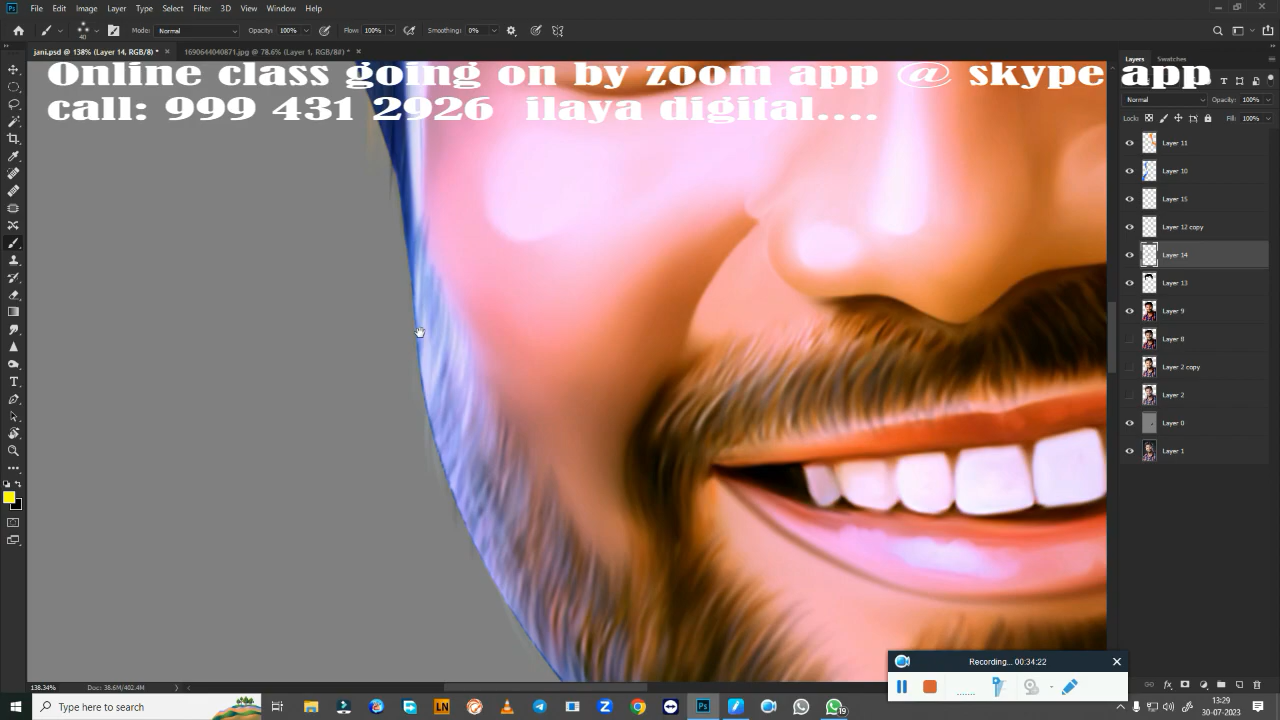 File Edit Image Layer Type Select Filter 3D View Window Help
Mode: Normal Opacity: 100% Flow: 100% Smoothing: 0%
40
jani.psd @ 138% (Layer 14, RGB/8) * × 1690644040871.jpg @ 78.6% (Layer 1, RGB/8#) * ×
Online class going on by zoom app @ skype app
call: 999 431 2926 ilaya digital....
Layers Swatches
Normal Opacity: 100%
Lock: Fill: 100%
Layer 11
Layer 10
Layer 15
Layer 12 copy
Layer 14
Layer 13
Layer 9
Layer 8
Layer 2 copy
Layer 2
Layer 0
Layer 1
Recording... 00:34:22
138.34% Doc: 38.6M/402.4M
Type here to search
LN
Z
Ps
19
13:29
30-07-2023